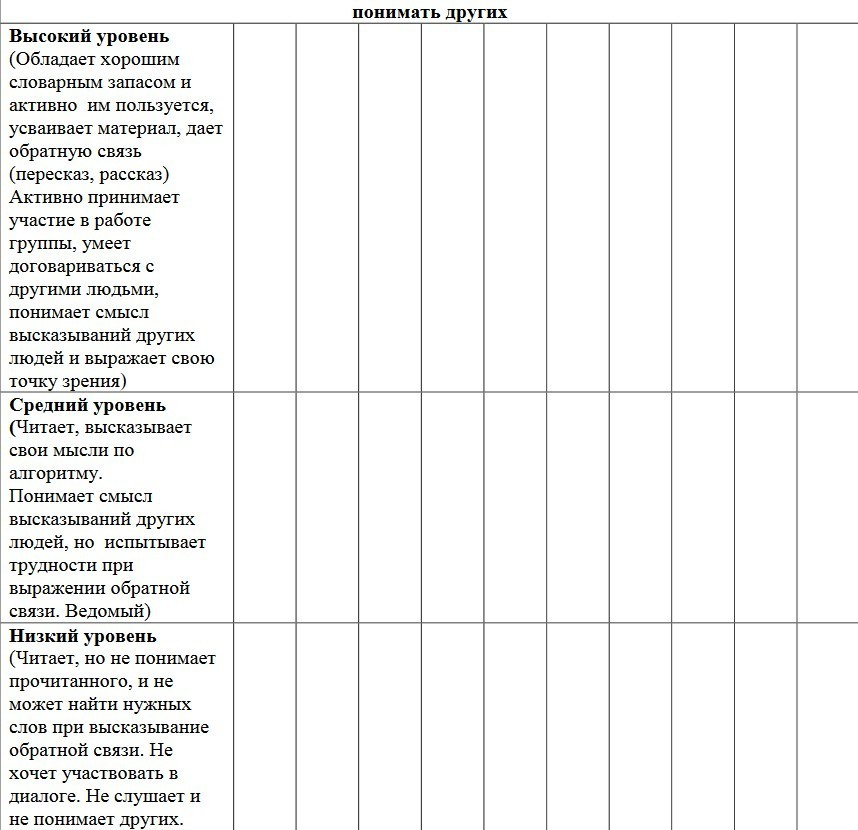 понимать других
Высокий уровень
(Обладает хорошим
словарным запасом и
активно  им пользуется,
усваивает материал, дает
обратную связь
(пересказ, рассказ)
Активно принимает
участие в работе
группы, умеет
договариваться с
другими людьми,
понимает смысл
высказываний других
людей и выражает свою
точку зрения)
Средний уровень
(Читает, высказывает
свои мысли по
алгоритму.
Понимает смысл
высказываний других
людей, но  испытывает
трудности при
выражении обратной
связи. Ведомый)
Низкий уровень
(Читает, но не понимает
прочитанного, и не
может найти нужных
слов при высказывание
обратной связи. Не
хочет участвовать в
диалоге. Не слушает и
не понимает других.